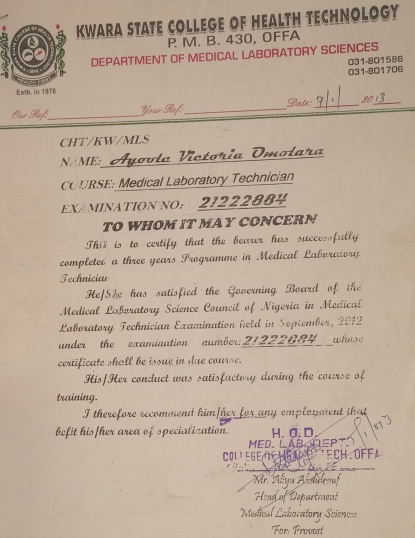 KWARA STATE COLLEGE OF HEALTH TECHNOLOGY
P. M. B. 430, OFFA
DEPARTMENT OF MEDICAL LABORATORY SCIENCES
031-801586
031-801706
Estb. in 1976
Our Ref: Your Ref: Date: 7/1/ 2013
CHT/KW/MLS
NAME: Ayoola Victoria Omolara
COURSE: Medical Laboratory Technician
EXAMINATION NO: 21222884
TO WHOM IT MAY CONCERN
This is to certify that the bearer has successfully
completed a three years Programme in Medical Laboratory
Technician
He/She has satisfied the Governing Board of the
Medical Laboratory Science Council of Nigeria in Medical
Laboratory Technician Examination held in September, 2012
under the examination number: 21222884 whose
certificate shall be issue in due course.
His/Her conduct was satisfactory during the course of
training.
I therefore recommend him/her for any employment that
befit his/her area of specialization.
H. O. D.
MED. LAB. DEPT.
COLLEGE OF HEALTH TECH. OFFA
Mr. Aliyu Abdulrauf
Head of Department
Medical Laboratory Sciences
For: Provost